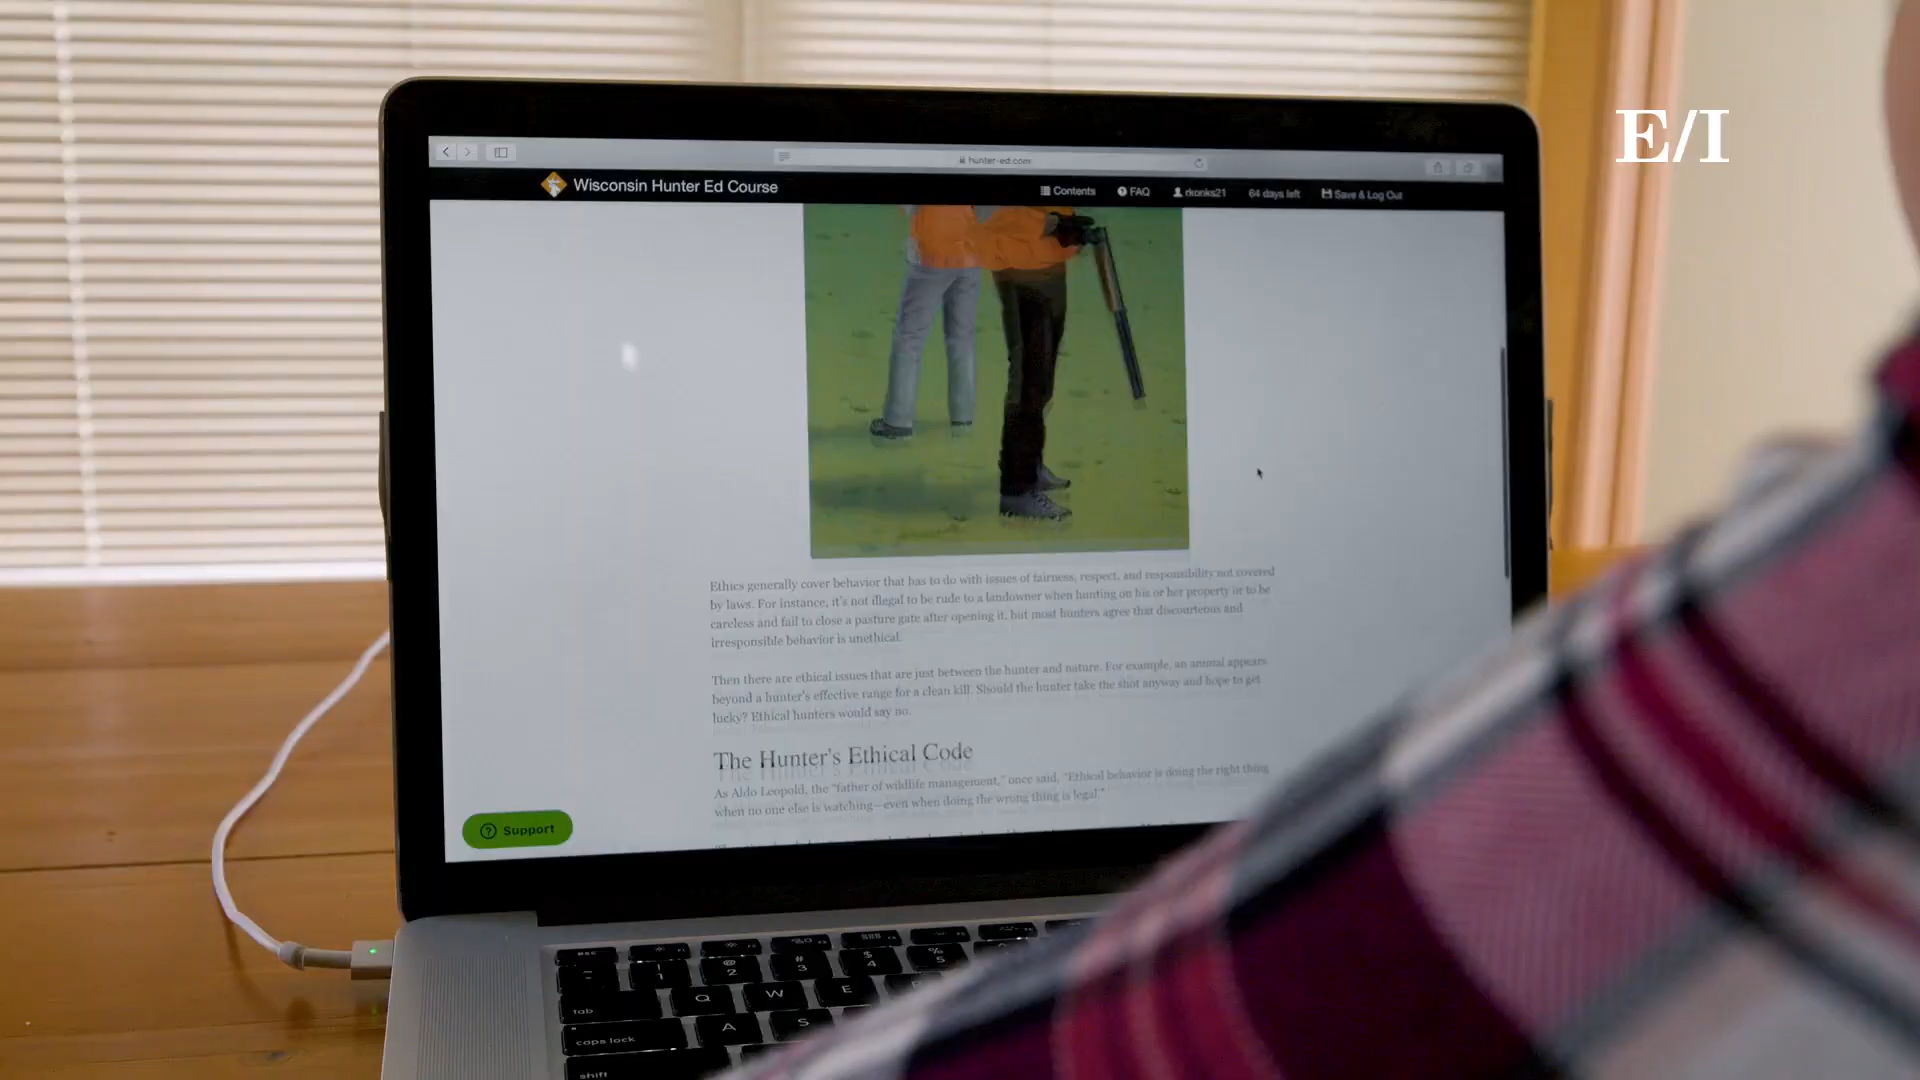 E/I
hunter-ed.com
Wisconsin Hunter Ed Course
Contents
FAQ
rkonks21
64 days left
Save & Log Out
Ethics generally cover behavior that has to do with issues of fairness, respect, and responsibility not covered
by laws. For instance, it's not illegal to be rude to a landowner when hunting on his or her property or to be
careless and fail to close a pasture gate after opening it, but most hunters agree that discourteous and
irresponsible behavior is unethical.
Then there are ethical issues that are just between the hunter and nature. For example, an animal appears
beyond a hunter's effective range for a clean kill. Should the hunter take the shot anyway and hope to get
lucky? Ethical hunters would say no.
The Hunter's Ethical Code
As Aldo Leopold, the "father of wildlife management," once said, "Ethical behavior is doing the right thing
when no one else is watching—even when doing the wrong thing is legal."
Support
esc
~ ! 1 @ 2 # 3 $ 4 % 5
tab Q W E
caps lock A S
shift